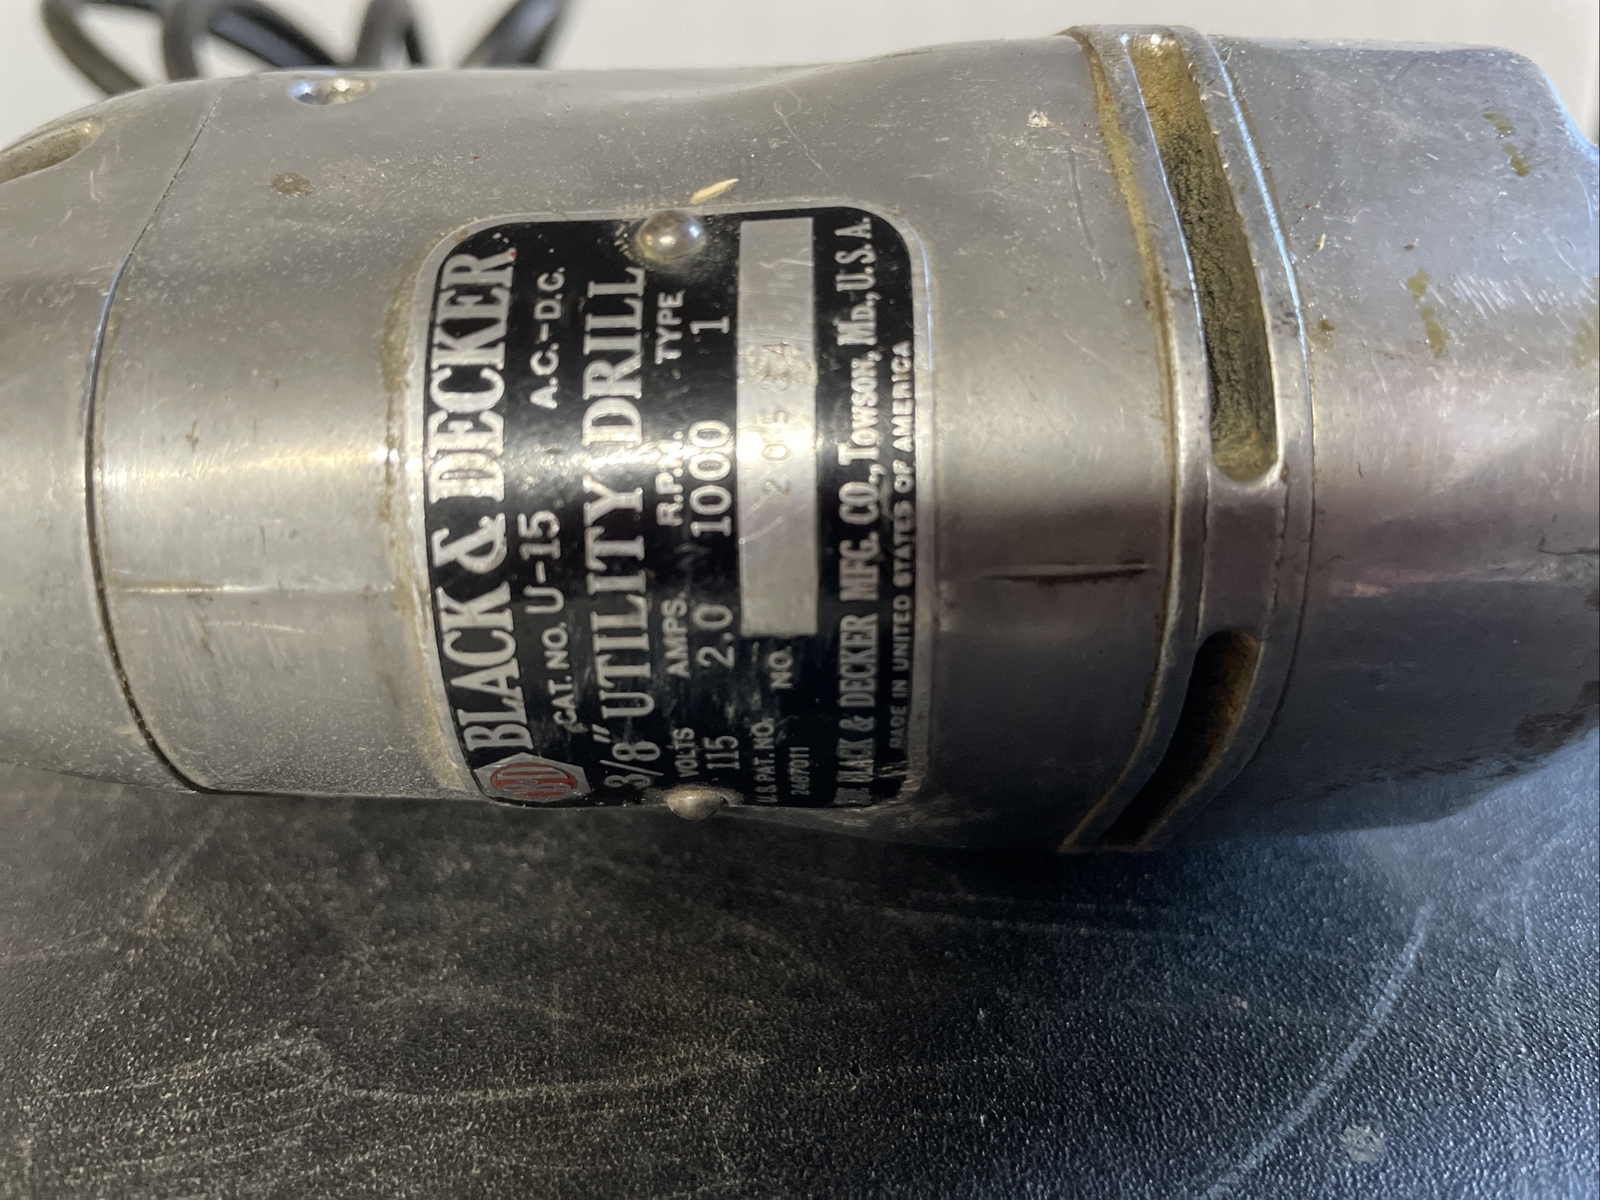 BLACK & DECKER
CAT. NO. U-15 A.C.-D.C.
3/8" UTILITY DRILL
VOLTS AMPS. R.P.M. TYPE
115 2.0 1000 1
U.S. PAT. NO. NO.
2487011
BLACK & DECKER MFG. CO., TOWSON, MD., U.S.A.
MADE IN UNITED STATES OF AMERICA